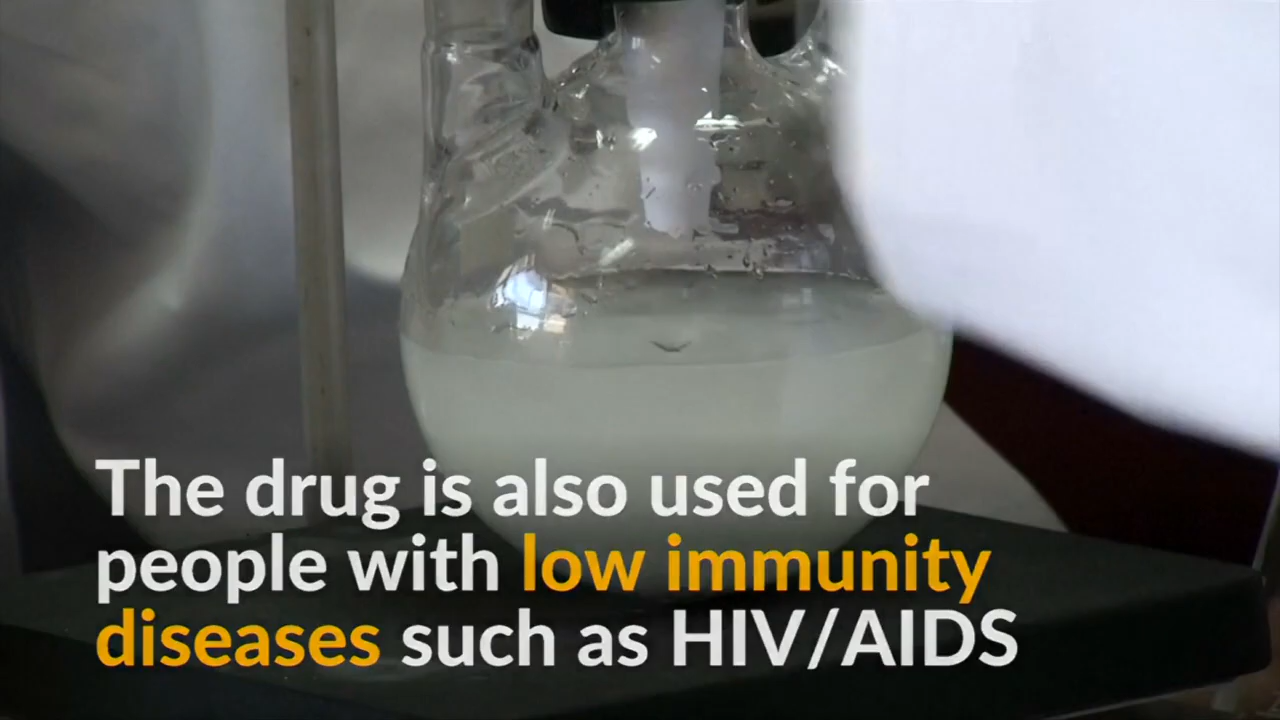 The drug is also used for
people with low immunity
diseases such as HIV/AIDS